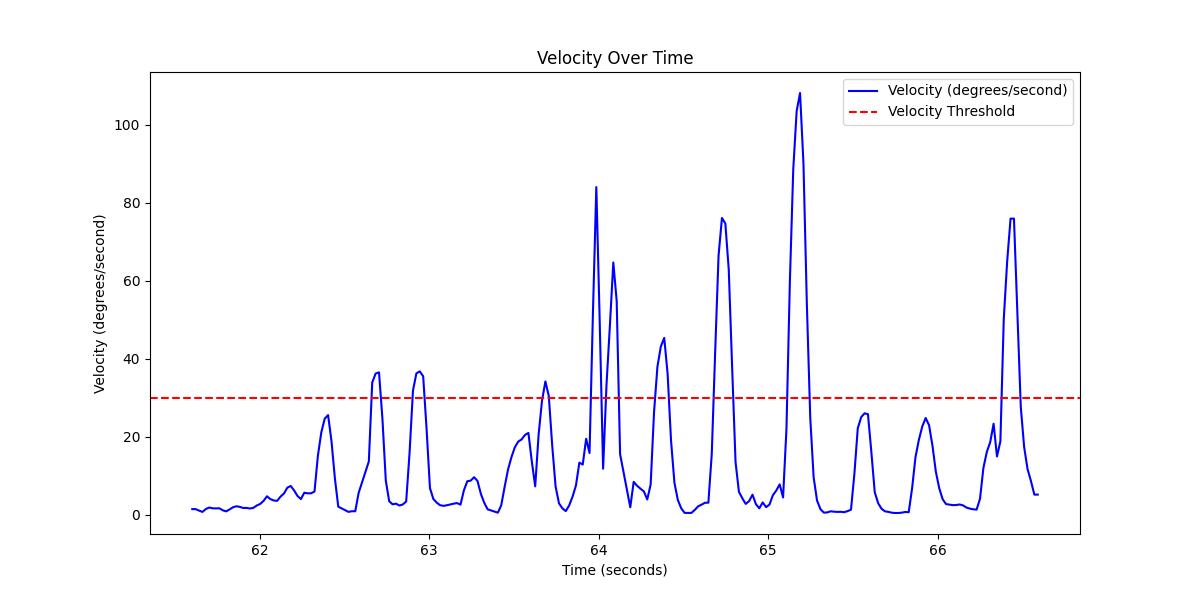 Velocity Over Time
Velocity (degrees/second)
Velocity Threshold
100
80
60
40
20
0
Velocity (degrees/second)
62 63 64 65 66
Time (seconds)